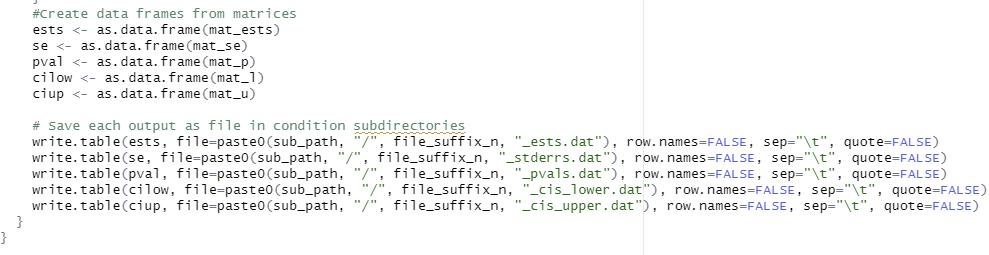 }
#Create data frames from matrices
ests <- as.data.frame(mat_ests)
se <- as.data.frame(mat_se)
pval <- as.data.frame(mat_p)
cilow <- as.data.frame(mat_l)
ciup <- as.data.frame(mat_u)
# Save each output as file in condition subdirectories
write.table(ests, file=paste0(sub_path, "/", file_suffix_n, "_ests.dat"), row.names=FALSE, sep="\t", quote=FALSE)
write.table(se, file=paste0(sub_path, "/", file_suffix_n, "_stderrs.dat"), row.names=FALSE, sep="\t", quote=FALSE)
write.table(pval, file=paste0(sub_path, "/", file_suffix_n, "_pvals.dat"), row.names=FALSE, sep="\t", quote=FALSE)
write.table(cilow, file=paste0(sub_path, "/", file_suffix_n, "_cis_lower.dat"), row.names=FALSE, sep="\t", quote=FALSE)
write.table(ciup, file=paste0(sub_path, "/", file_suffix_n, "_cis_upper.dat"), row.names=FALSE, sep="\t", quote=FALSE)
}
}